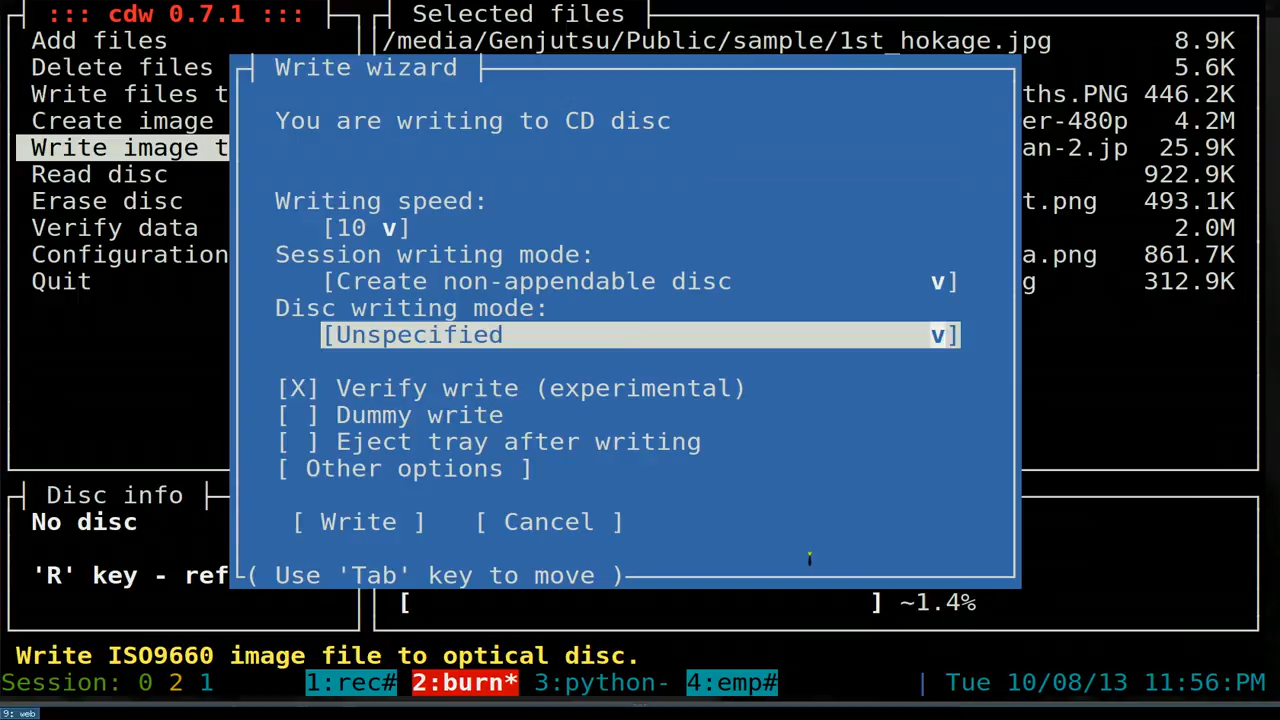 ::: cdw 0.7.1 :::
Add files
Delete files
Write files t
Create image
Write image t
Read disc
Erase disc
Verify data
Configuration
Quit
Selected files
/media/Genjutsu/Public/sample/1st_hokage.jpg 8.9K
5.6K
ths.PNG 446.2K
er-480p 4.2M
an-2.jp 25.9K
922.9K
t.png 493.1K
2.0M
a.png 861.7K
g 312.9K
Write wizard
You are writing to CD disc
Writing speed:
[10 v]
Session writing mode:
[Create non-appendable disc v]
Disc writing mode:
[Unspecified v]
[X] Verify write (experimental)
[ ] Dummy write
[ ] Eject tray after writing
[ Other options ]
[ Write ] [ Cancel ]
( Use 'Tab' key to move )
Disc info
No disc
'R' key - ref
[ ] ~1.4%
Write ISO9660 image file to optical disc.
Session: 0 2 1 1:rec# 2:burn* 3:python- 4:emp# | Tue 10/08/13 11:56:PM
9: web